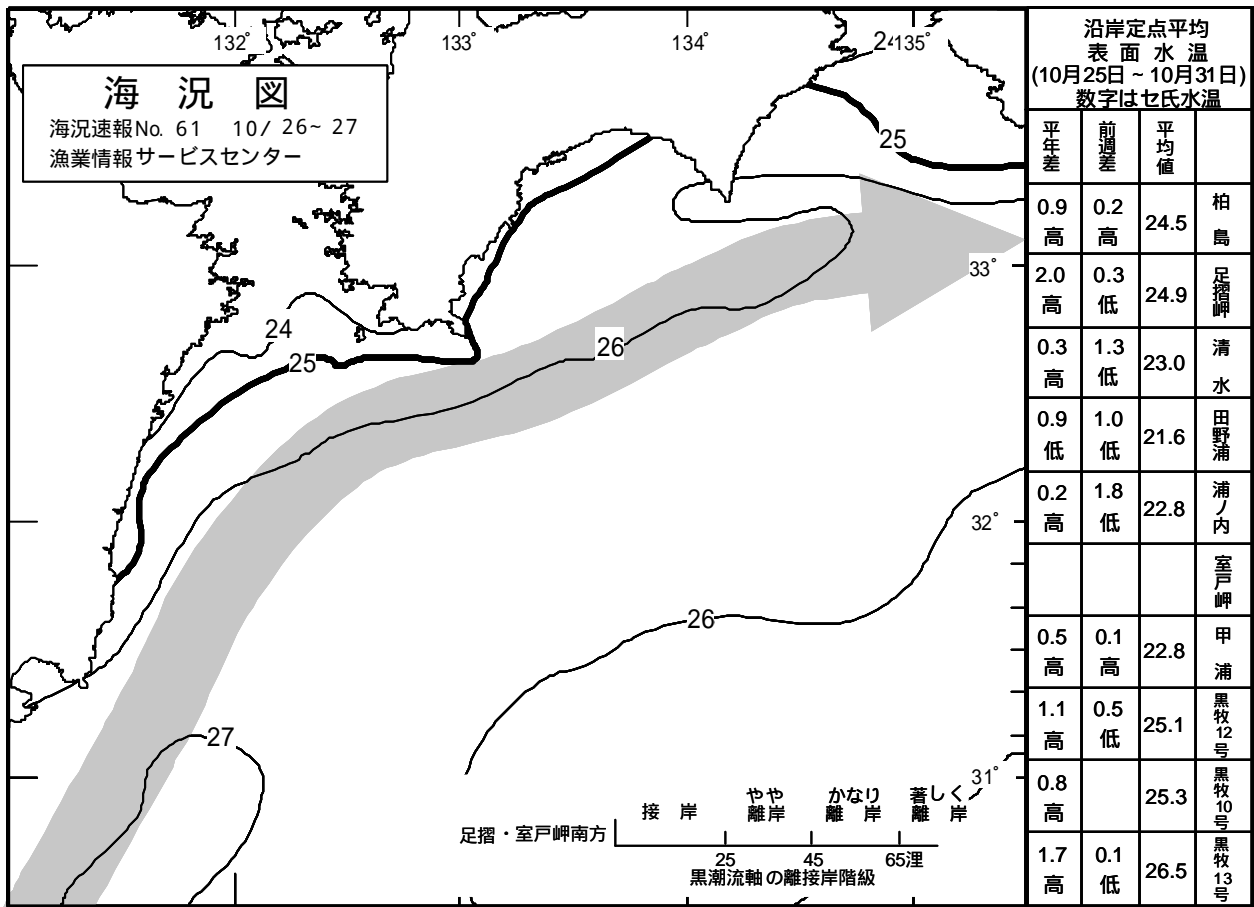 132°
133°
134°
24
135°
海況図
海況速報No. 61 10/ 26~ 27
漁業情報サービスセンター
25
33°
24
25
26
32°
26
27
31°
接岸
やや離岸
かなり離岸
著しく離岸
足摺・室戸岬南方
25 45 65浬
黒潮流軸の離接岸階級
沿岸定点平均
表面水温
(10月25日 ~ 10月31日)
数字はセ氏水温
平年差 前週差 平均値
0.9高 0.2高 24.5 柏島
2.0高 0.3低 24.9 足摺岬
0.3高 1.3低 23.0 清水
0.9低 1.0低 21.6 田野浦
0.2高 1.8低 22.8 浦ノ内
室戸岬
0.5高 0.1高 22.8 甲浦
1.1高 0.5低 25.1 黒牧12号
0.8高 25.3 黒牧10号
1.7高 0.1低 26.5 黒牧13号